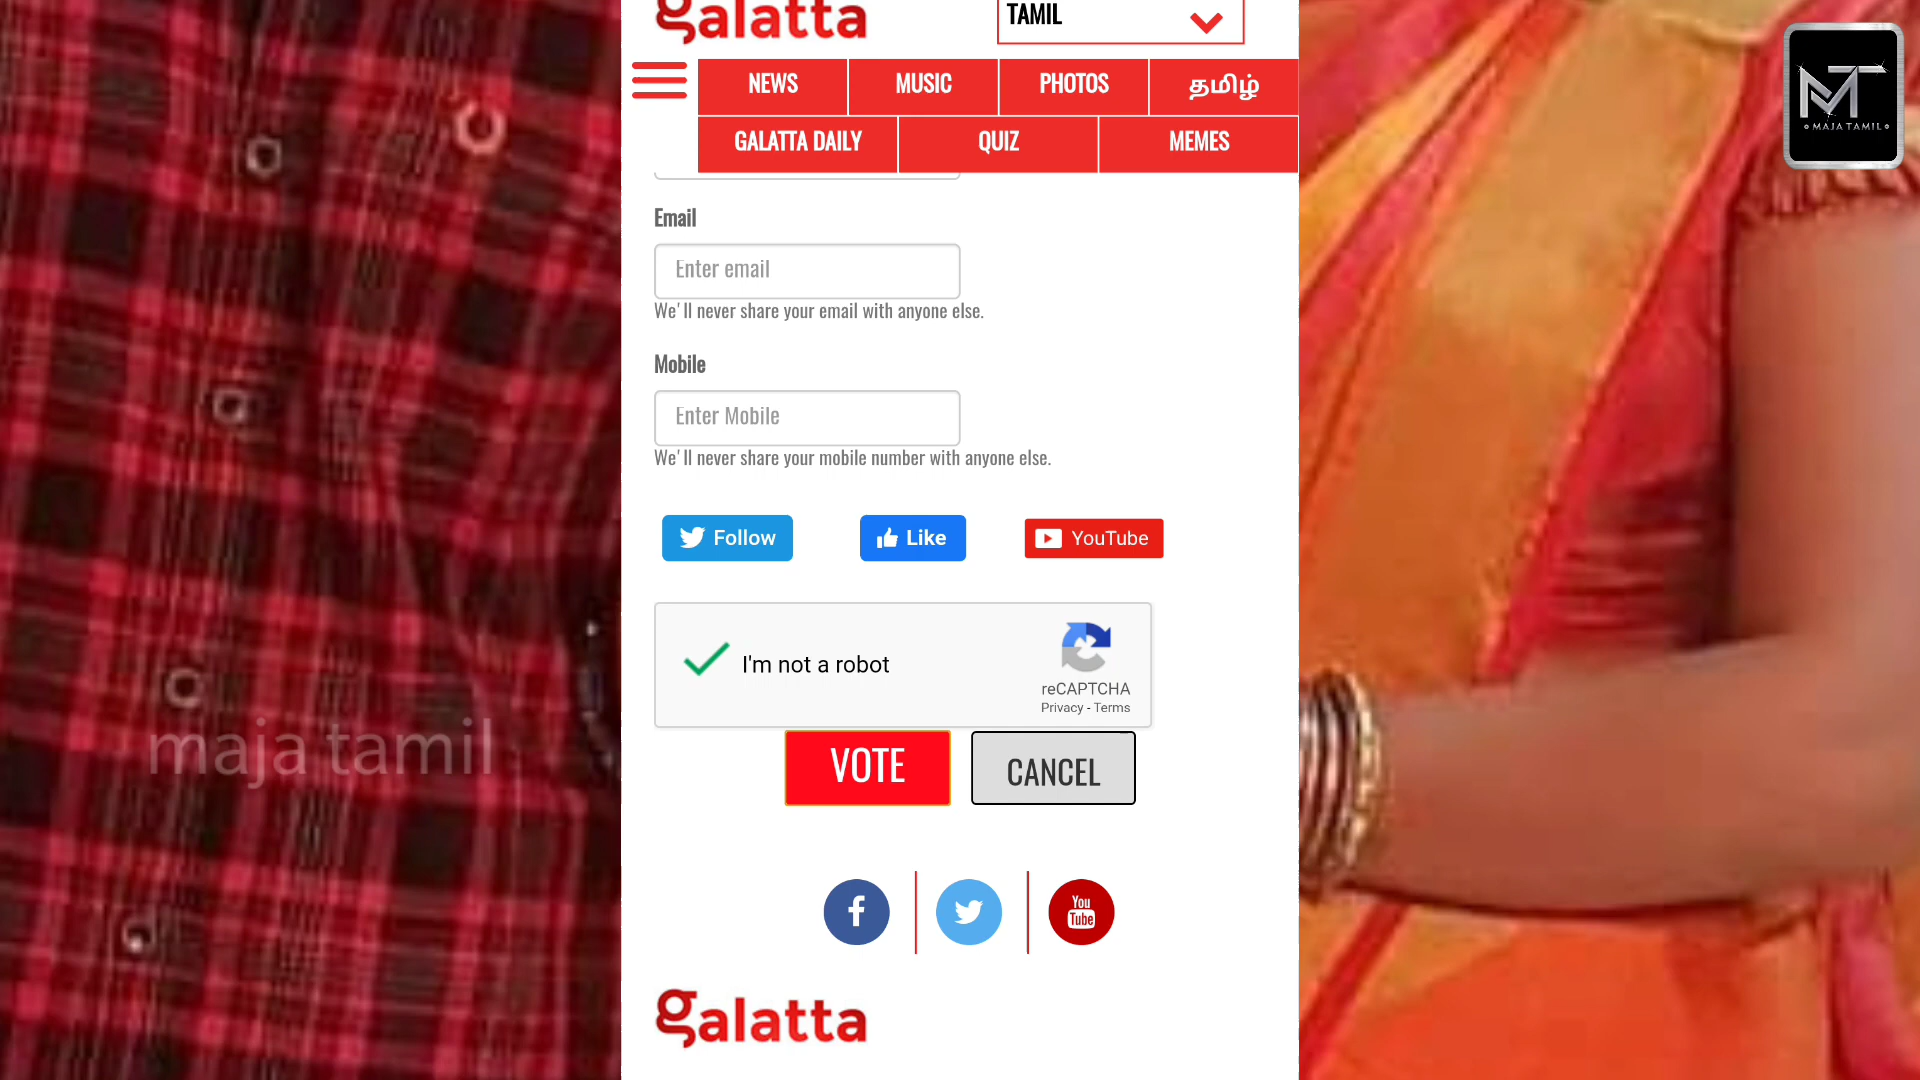 galatta
TAMIL
NEWS
MUSIC
PHOTOS
தமிழ்
GALATTA DAILY
QUIZ
MEMES
Email
Enter email
We'll never share your email with anyone else.
Mobile
Enter Mobile
We'll never share your mobile number with anyone else.
Follow
Like
YouTube
I'm not a robot
reCAPTCHA
Privacy - Terms
VOTE
CANCEL
You
Tube
galatta
maja tamil
MT
MAJA TAMIL